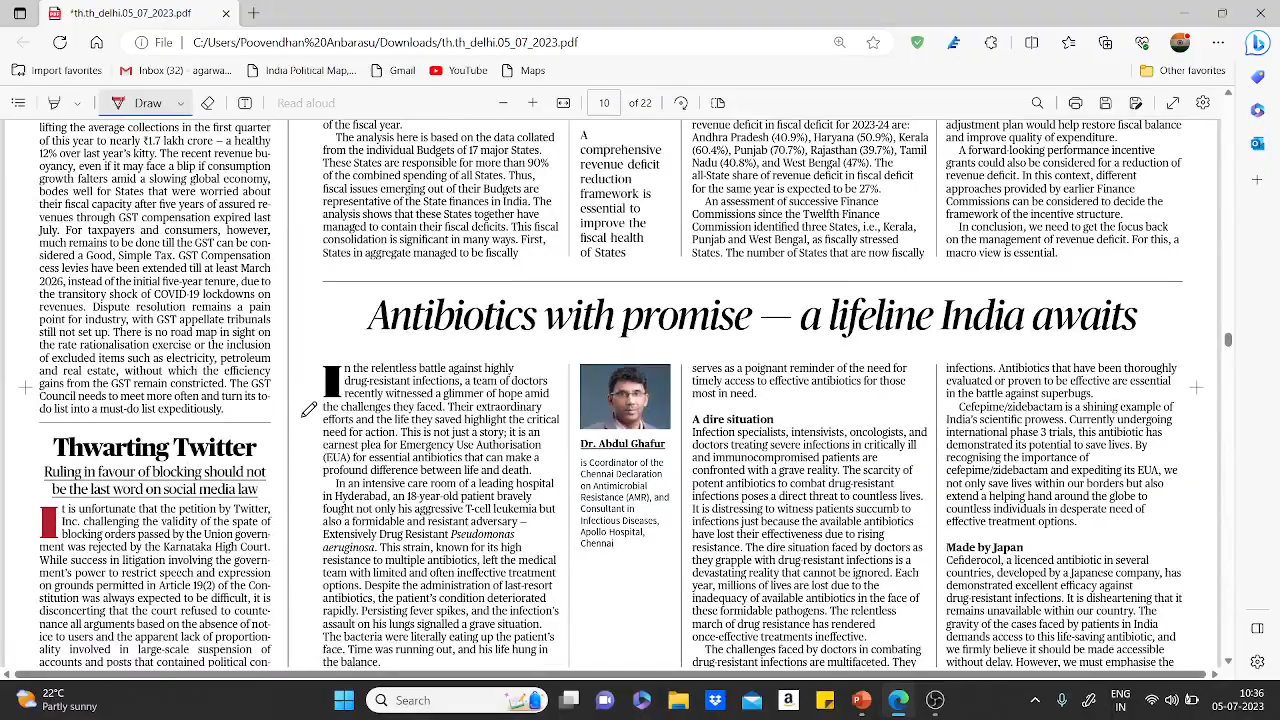 *th.th_delhi.05_07_2023.pdf
File
C:/Users/Poovendhan%20Anbarasu/Downloads/th.th_delhi.05_07_2023.pdf
Import favorites
Inbox (32) - agarwa...
India Political Map,...
Gmail
YouTube
Maps
Other favorites
Draw
Read aloud
10
of 22
lifting the average collections in the first quarter
of this year to nearly ₹1.7 lakh crore — a healthy
12% over last year's kitty. The recent revenue bu-
oyancy, even if it may face a blip if consumption
growth falters amid a slowing global economy,
bodes well for States that were worried about
their fiscal capacity after five years of assured re-
venues through GST compensation expired last
July. For taxpayers and consumers, however,
much remains to be done till the GST can be con-
sidered a Good, Simple Tax. GST Compensation
cess levies have been extended till at least March
2026, instead of the initial five-year tenure, due to
the transitory shock of COVID-19 lockdowns on
revenues. Dispute resolution remains a pain
point for industry, with GST appellate tribunals
still not set up. There is no road map in sight on
the rate rationalisation exercise or the inclusion
of excluded items such as electricity, petroleum
and real estate, without which the efficiency
gains from the GST remain constricted. The GST
Council needs to meet more often and turn its to-
do list into a must-do list expeditiously.
Thwarting Twitter
Ruling in favour of blocking should not
be the last word on social media law
It is unfortunate that the petition by Twitter,
Inc. challenging the validity of the spate of
blocking orders passed by the Union govern-
ment was rejected by the Karnataka High Court.
While success in litigation involving the govern-
ment's power to restrict speech and expression
on grounds permitted in Article 19(2) of the Con-
stitution was always expected to be difficult, it is
disconcerting that the court refused to counte-
nance all arguments based on the absence of not-
ice to users and the apparent lack of proportion-
ality involved in large-scale suspension of
accounts and posts that contained political con-
of the fiscal year.
The analysis here is based on the data collated
from the individual Budgets of 17 major States.
These States are responsible for more than 90%
of the combined spending of all States. Thus,
fiscal issues emerging out of their Budgets are
representative of the State finances in India. The
analysis shows that these States together have
managed to contain their fiscal deficits. This fiscal
consolidation is significant in many ways. First,
States in aggregate managed to be fiscally
A
comprehensive
revenue deficit
reduction
framework is
essential to
improve the
fiscal health
of States
revenue deficit in fiscal deficit for 2023-24 are:
Andhra Pradesh (40.9%), Haryana (50.9%), Kerala
(60.4%), Punjab (70.7%), Rajasthan (39.7%), Tamil
Nadu (40.8%), and West Bengal (47%). The
all-State share of revenue deficit in fiscal deficit
for the same year is expected to be 27%.
An assessment of successive Finance
Commissions since the Twelfth Finance
Commission identified three States, i.e., Kerala,
Punjab and West Bengal, as fiscally stressed
States. The number of States that are now fiscally
adjustment plan would help restore fiscal balance
and improve quality of expenditure.
A forward-looking performance incentive
grants could also be considered for a reduction of
revenue deficit. In this context, different
approaches provided by earlier Finance
Commissions can be considered to decide the
framework of the incentive structure.
In conclusion, we need to get the focus back
on the management of revenue deficit. For this, a
macro view is essential.
Antibiotics with promise — a lifeline India awaits
In the relentless battle against highly
drug-resistant infections, a team of doctors
recently witnessed a glimmer of hope amid
the challenges they faced. Their extraordinary
efforts and the life they saved highlight the critical
need for action. This is not just a story; it is an
earnest plea for Emergency Use Authorisation
(EUA) for essential antibiotics that can make a
profound difference between life and death.
In an intensive care room of a leading hospital
in Hyderabad, an 18-year-old patient bravely
fought not only his aggressive T-cell leukemia but
also a formidable and resistant adversary —
Extensively Drug Resistant Pseudomonas
aeruginosa. This strain, known for its high
resistance to multiple antibiotics, left the medical
team with limited and often ineffective treatment
options. Despite the administration of last-resort
antibiotics, the patient's condition deteriorated
rapidly. Persisting fever spikes, and the infection's
assault on his lungs signalled a grave situation.
The bacteria were literally eating up the patient's
face. Time was running out, and his life hung in
the balance.
Dr. Abdul Ghafur
is Coordinator of the
Chennai Declaration
on Antimicrobial
Resistance (AMR), and
Consultant in
Infectious Diseases,
Apollo Hospital,
Chennai
serves as a poignant reminder of the need for
timely access to effective antibiotics for those
most in need.
A dire situation
Infection specialists, intensivists, oncologists, and
doctors treating severe infections in critically ill
and immunocompromised patients are
confronted with a grave reality. The scarcity of
potent antibiotics to combat drug-resistant
infections poses a direct threat to countless lives.
It is distressing to witness patients succumb to
infections just because the available antibiotics
have lost their effectiveness due to rising
resistance. The dire situation faced by doctors as
they grapple with drug-resistant infections is a
devastating reality that cannot be ignored. Each
year, millions of lives are lost due to the
inadequacy of available antibiotics in the face of
these formidable pathogens. The relentless
march of drug resistance has rendered
once-effective treatments ineffective.
The challenges faced by doctors in combating
drug-resistant infections are multifaceted. They
infections. Antibiotics that have been thoroughly
evaluated or proven to be effective are essential
in the battle against superbugs.
Cefepime/zidebactam is a shining example of
India's scientific prowess. Currently undergoing
international phase 3 trials, this antibiotic has
demonstrated its potential to save lives. By
recognising the importance of
cefepime/zidebactam and expediting its EUA, we
not only save lives within our borders but also
extend a helping hand around the globe to
countless individuals in desperate need of
effective treatment options.
Made by Japan
Cefiderocol, a licenced antibiotic in several
countries, developed by a Japanese company, has
demonstrated excellent efficacy against
drug-resistant infections. It is disheartening that it
remains unavailable within our country. The
gravity of the cases faced by patients in India
demands access to this life-saving antibiotic, and
we firmly believe it should be made accessible
without delay. However, we must emphasise the
22°C
Partly sunny
Search
ENG
IN
10:36
05-07-2023